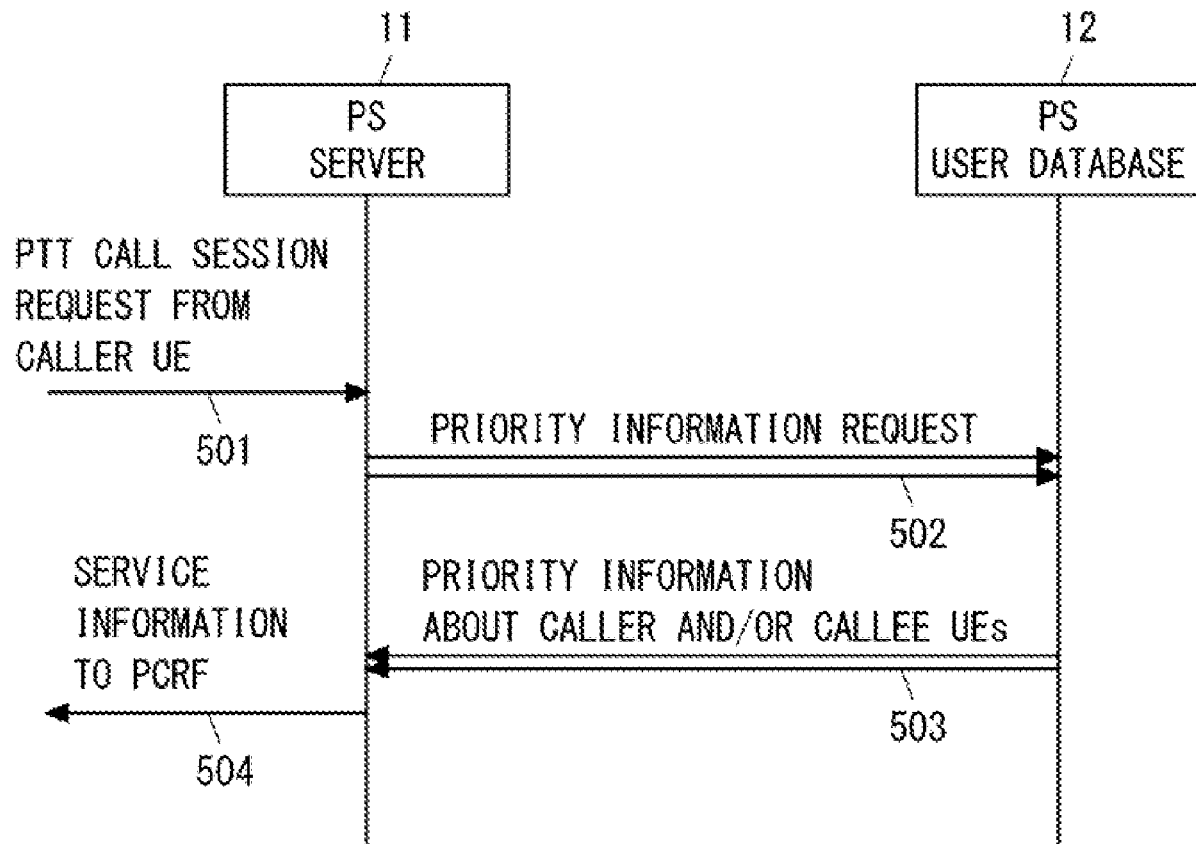 11
12
PS
SERVER
PS
USER DATABASE
PTT CALL SESSION
REQUEST FROM
CALLER UE
501
PRIORITY INFORMATION REQUEST
502
SERVICE
INFORMATION
TO PCRF
PRIORITY INFORMATION
ABOUT CALLER AND/OR CALLEE UEs
503
504